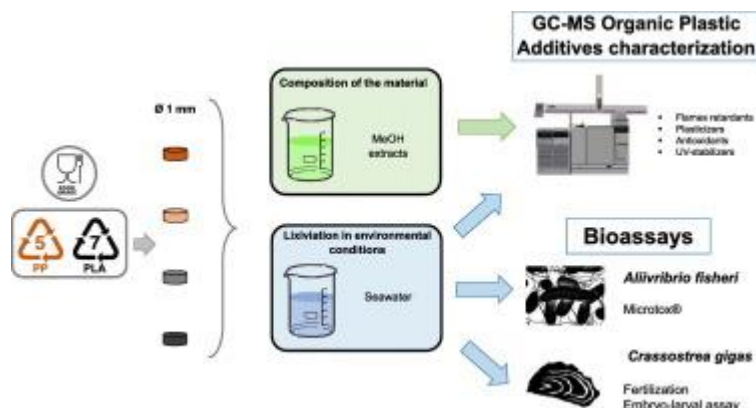 GC-MS Organic Plastic
Additives characterization
Composition of the material
Ø 1 mm
MeOH
extracts
• Flames retardants
• Plasticizers
• Antioxidants
• UV-stabilizers
5
PP
7
PLA
Lixiviation in environmental
conditions
Seawater
Bioassays
Aliivribrio fisheri
Microtox®
Crassostrea gigas
Fertilization
Embryo-larval assay